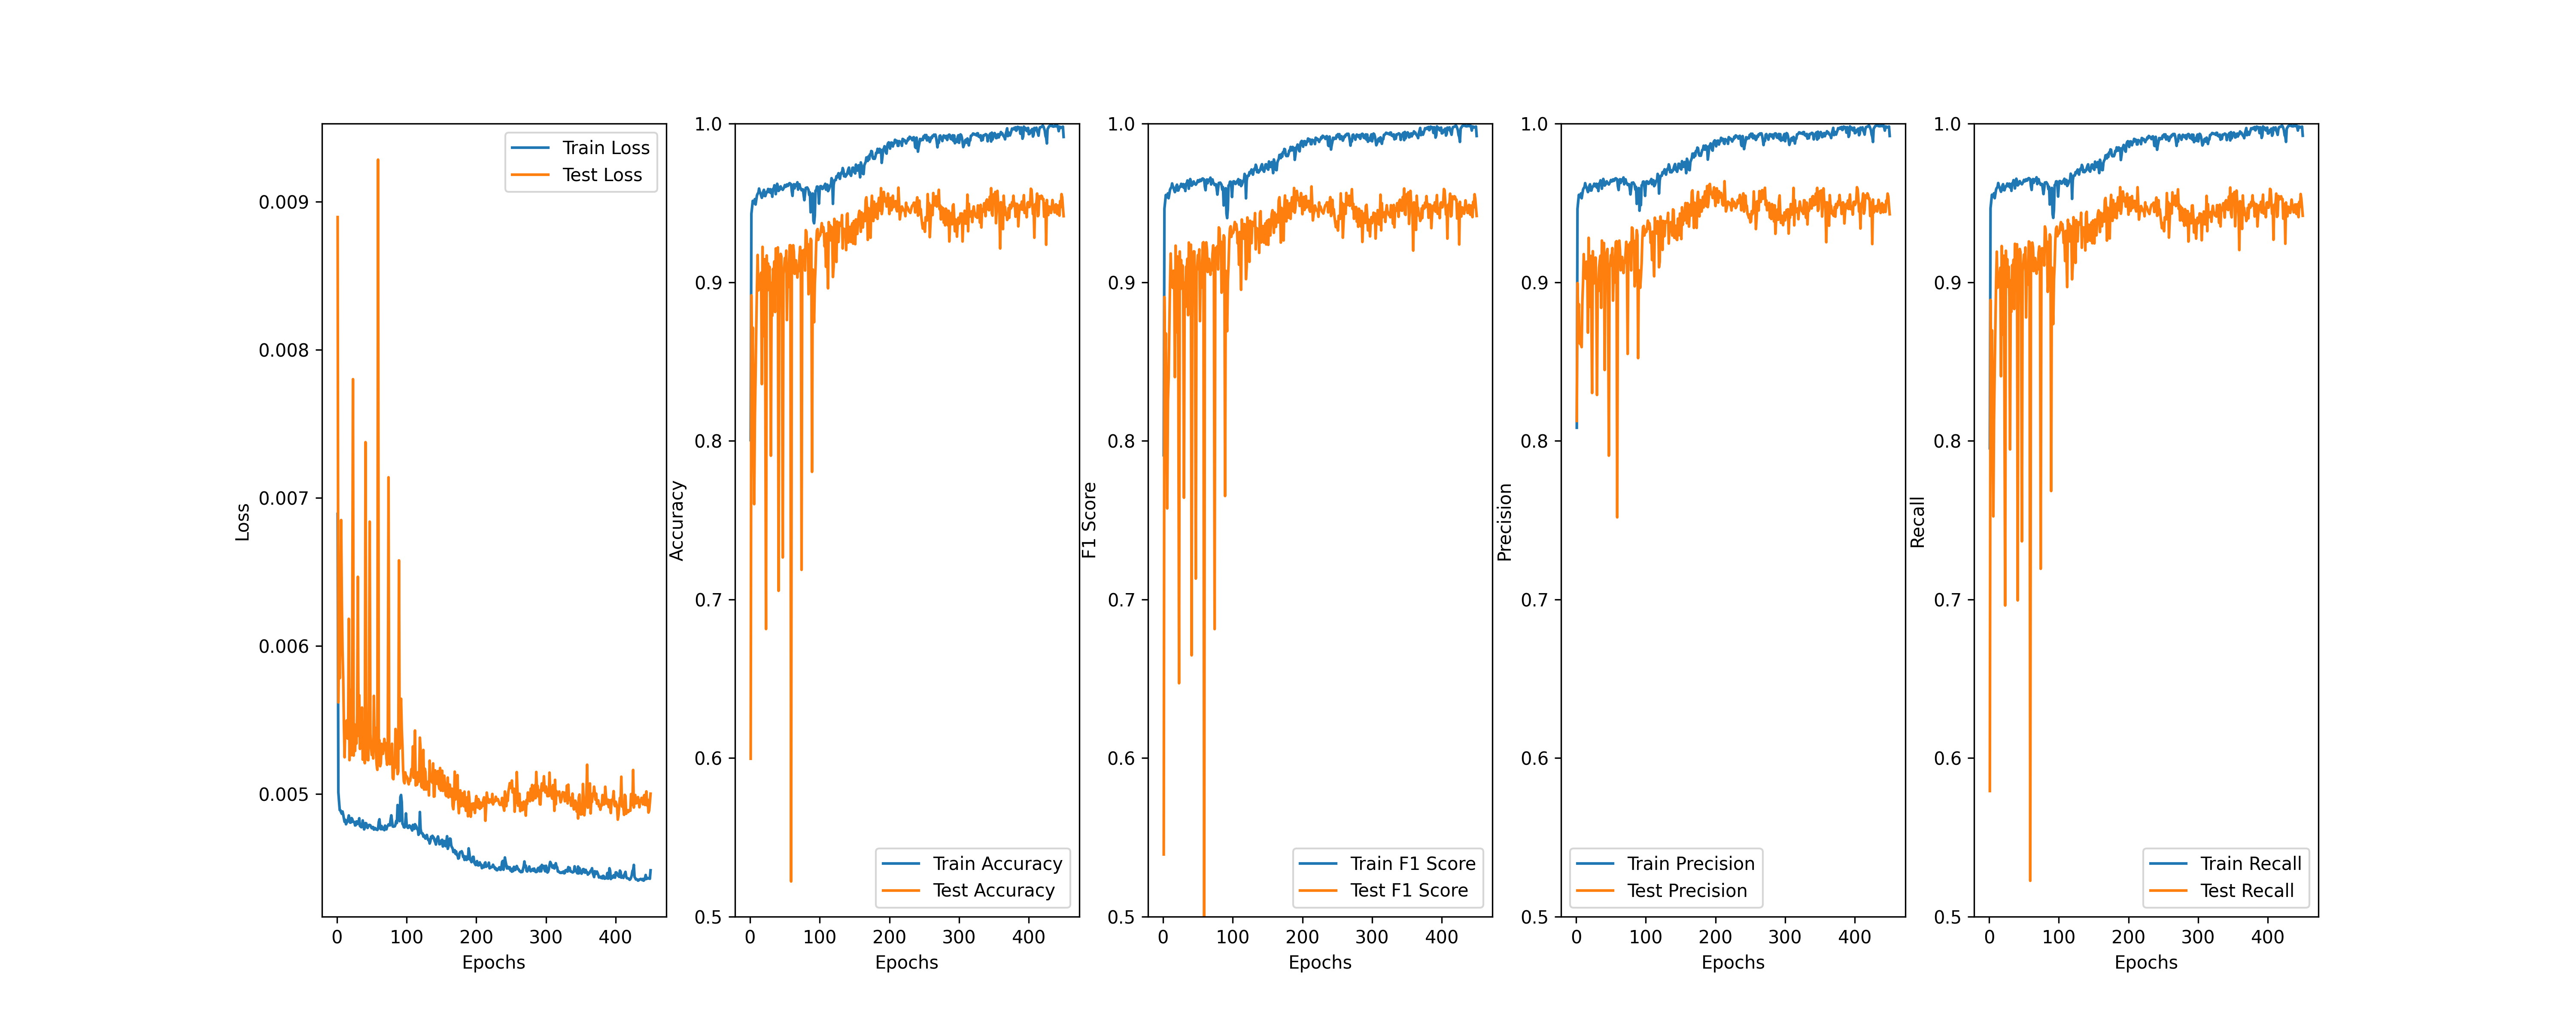 Loss
0.009
0.008
0.007
0.006
0.005
0 100 200 300 400
Epochs
Train Loss
Test Loss
Accuracy
1.0
0.9
0.8
0.7
0.6
0.5
0 100 200 300 400
Epochs
Train Accuracy
Test Accuracy
F1 Score
1.0
0.9
0.8
0.7
0.6
0.5
0 100 200 300 400
Epochs
Train F1 Score
Test F1 Score
Precision
1.0
0.9
0.8
0.7
0.6
0.5
0 100 200 300 400
Epochs
Train Precision
Test Precision
Recall
1.0
0.9
0.8
0.7
0.6
0.5
0 100 200 300 400
Epochs
Train Recall
Test Recall